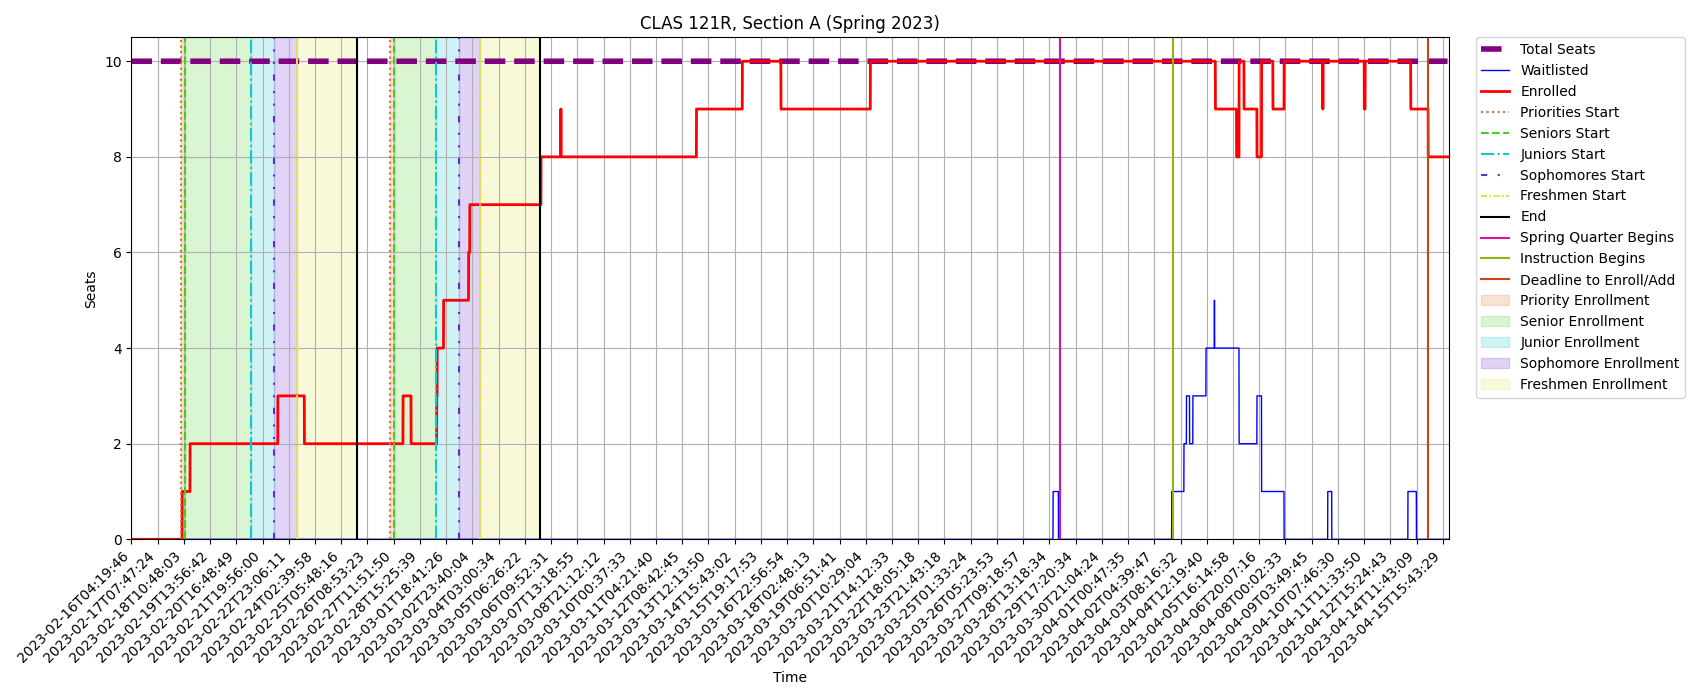 CLAS 121R, Section A (Spring 2023)
10
8
6
4
2
0
Seats
2023-02-16T04:19:46
2023-02-17T07:47:24
2023-02-18T10:48:03
2023-02-19T13:56:42
2023-02-20T16:48:49
2023-02-21T19:56:00
2023-02-22T23:06:11
2023-02-24T02:39:58
2023-02-25T05:48:16
2023-02-26T08:53:23
2023-02-27T11:51:50
2023-02-28T15:25:39
2023-03-01T18:41:26
2023-03-02T23:40:04
2023-03-04T03:00:34
2023-03-05T06:26:22
2023-03-06T09:52:31
2023-03-07T13:18:55
2023-03-08T21:12:12
2023-03-10T00:37:33
2023-03-11T04:21:40
2023-03-12T08:42:45
2023-03-13T12:13:50
2023-03-14T15:43:02
2023-03-15T19:17:53
2023-03-16T22:56:54
2023-03-18T02:48:13
2023-03-19T06:51:41
2023-03-20T10:29:04
2023-03-21T14:12:33
2023-03-22T18:05:18
2023-03-23T21:43:18
2023-03-25T01:33:24
2023-03-26T05:23:53
2023-03-27T09:18:57
2023-03-28T13:18:34
2023-03-29T17:20:34
2023-03-30T21:04:24
2023-04-01T00:47:35
2023-04-02T04:39:47
2023-04-03T08:16:32
2023-04-04T12:19:40
2023-04-05T16:14:58
2023-04-06T20:07:16
2023-04-08T00:02:33
2023-04-09T03:49:45
2023-04-10T07:46:30
2023-04-11T11:33:50
2023-04-12T15:24:43
2023-04-14T11:43:09
2023-04-15T15:43:29
Time
Total Seats
Waitlisted
Enrolled
Priorities Start
Seniors Start
Juniors Start
Sophomores Start
Freshmen Start
End
Spring Quarter Begins
Instruction Begins
Deadline to Enroll/Add
Priority Enrollment
Senior Enrollment
Junior Enrollment
Sophomore Enrollment
Freshmen Enrollment